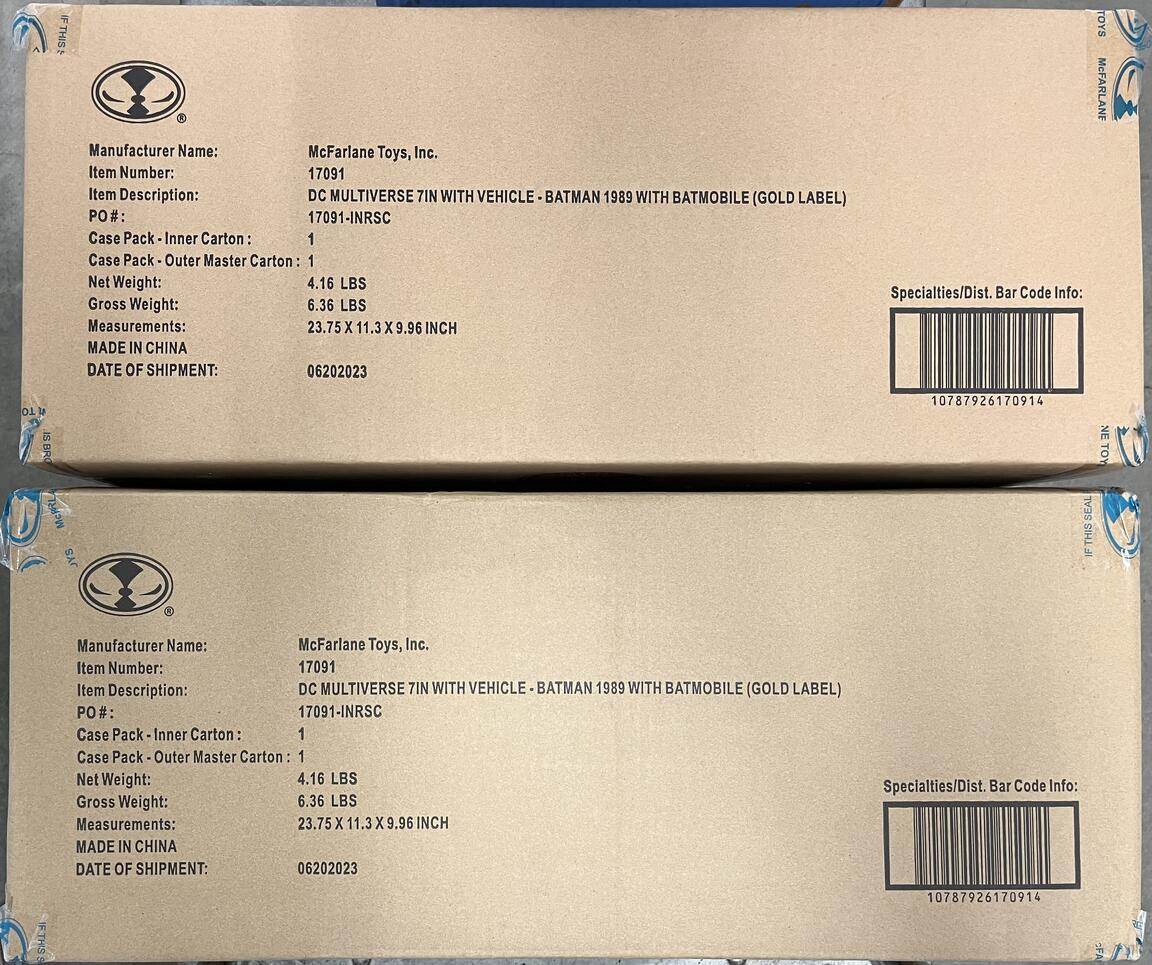 IF THIS
TOYS
McFARLANE
®
Manufacturer Name: McFarlane Toys, Inc.
Item Number: 17091
Item Description: DC MULTIVERSE 7IN WITH VEHICLE - BATMAN 1989 WITH BATMOBILE (GOLD LABEL)
PO #: 17091-INRSC
Case Pack - Inner Carton : 1
Case Pack - Outer Master Carton : 1
Net Weight: 4.16 LBS
Gross Weight: 6.36 LBS
Measurements: 23.75 X 11.3 X 9.96 INCH
MADE IN CHINA
DATE OF SHIPMENT: 06202023
Specialties/Dist. Bar Code Info:
10787926170914
IF THIS SEAL
®
Manufacturer Name: McFarlane Toys, Inc.
Item Number: 17091
Item Description: DC MULTIVERSE 7IN WITH VEHICLE - BATMAN 1989 WITH BATMOBILE (GOLD LABEL)
PO #: 17091-INRSC
Case Pack - Inner Carton : 1
Case Pack - Outer Master Carton : 1
Net Weight: 4.16 LBS
Gross Weight: 6.36 LBS
Measurements: 23.75 X 11.3 X 9.96 INCH
MADE IN CHINA
DATE OF SHIPMENT: 06202023
Specialties/Dist. Bar Code Info:
10787926170914
IF THIS